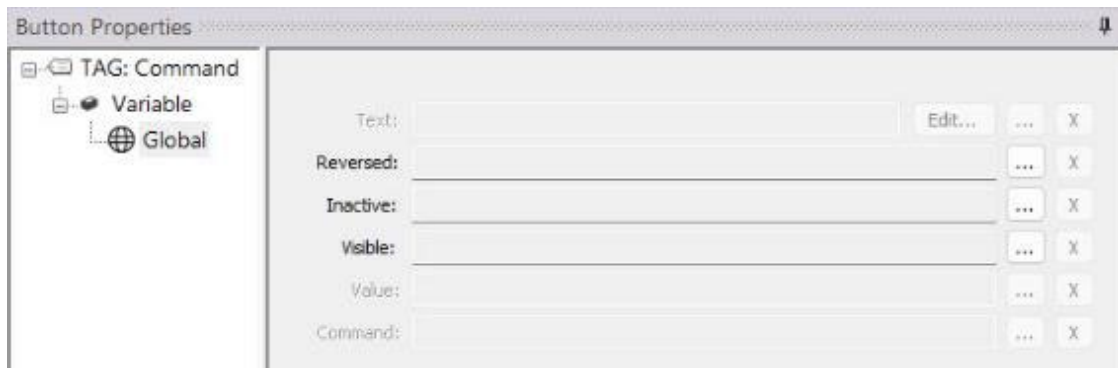 Button Properties
TAG: Command
Variable
Global
Text: Edit... ... X
Reversed: ... X
Inactive: ... X
Visible: ... X
Value: ... X
Command: ... X